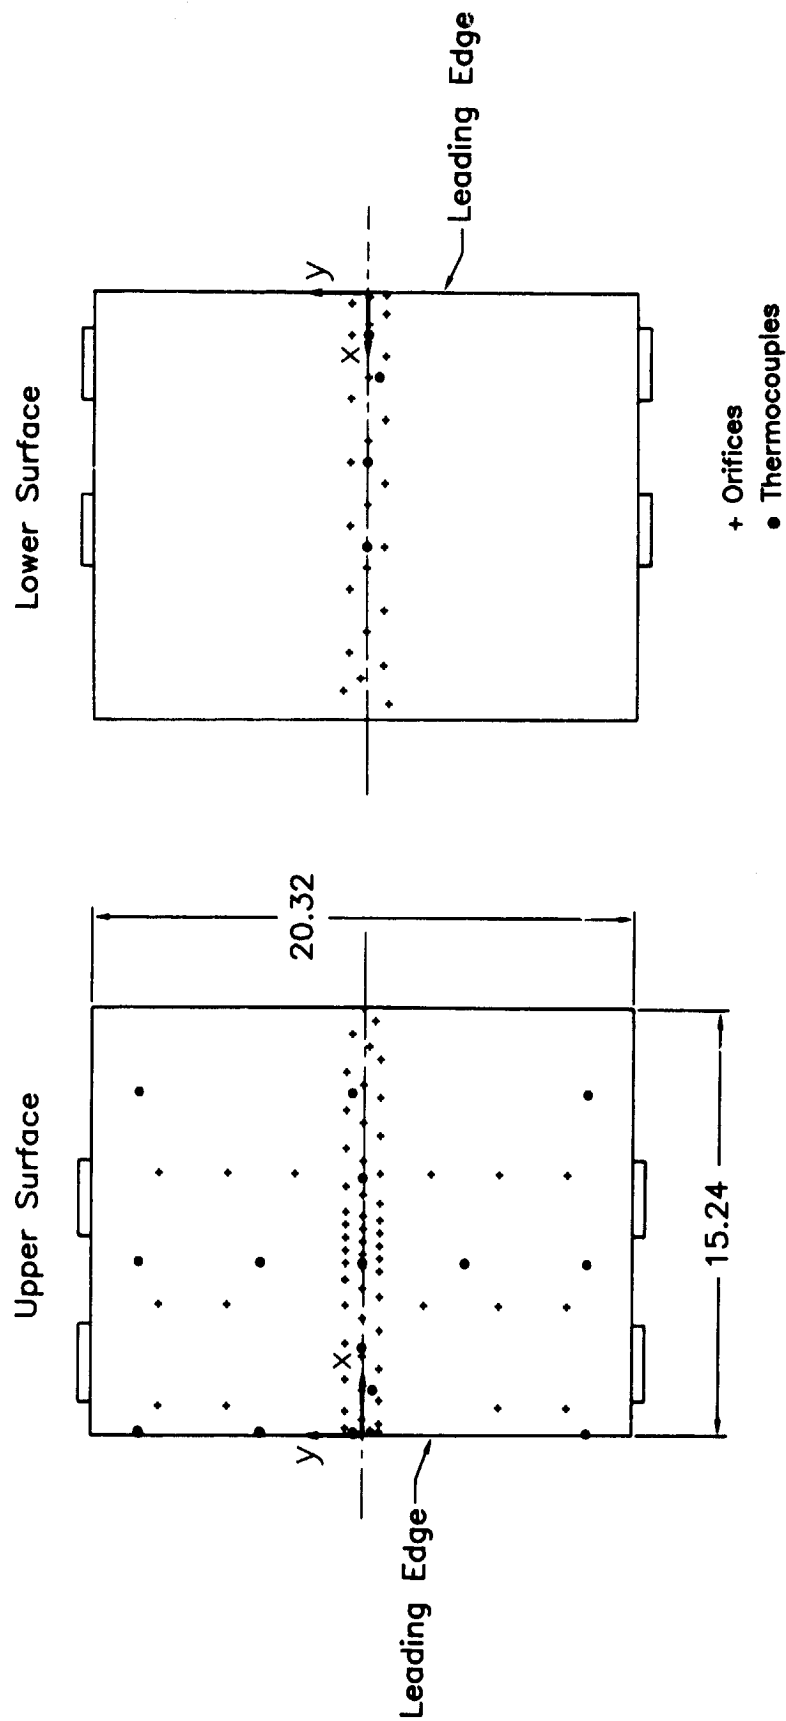 Upper Surface
Lower Surface
y
x
20.32
15.24
Leading Edge
y
x
Leading Edge
+ Orifices
● Thermocouples